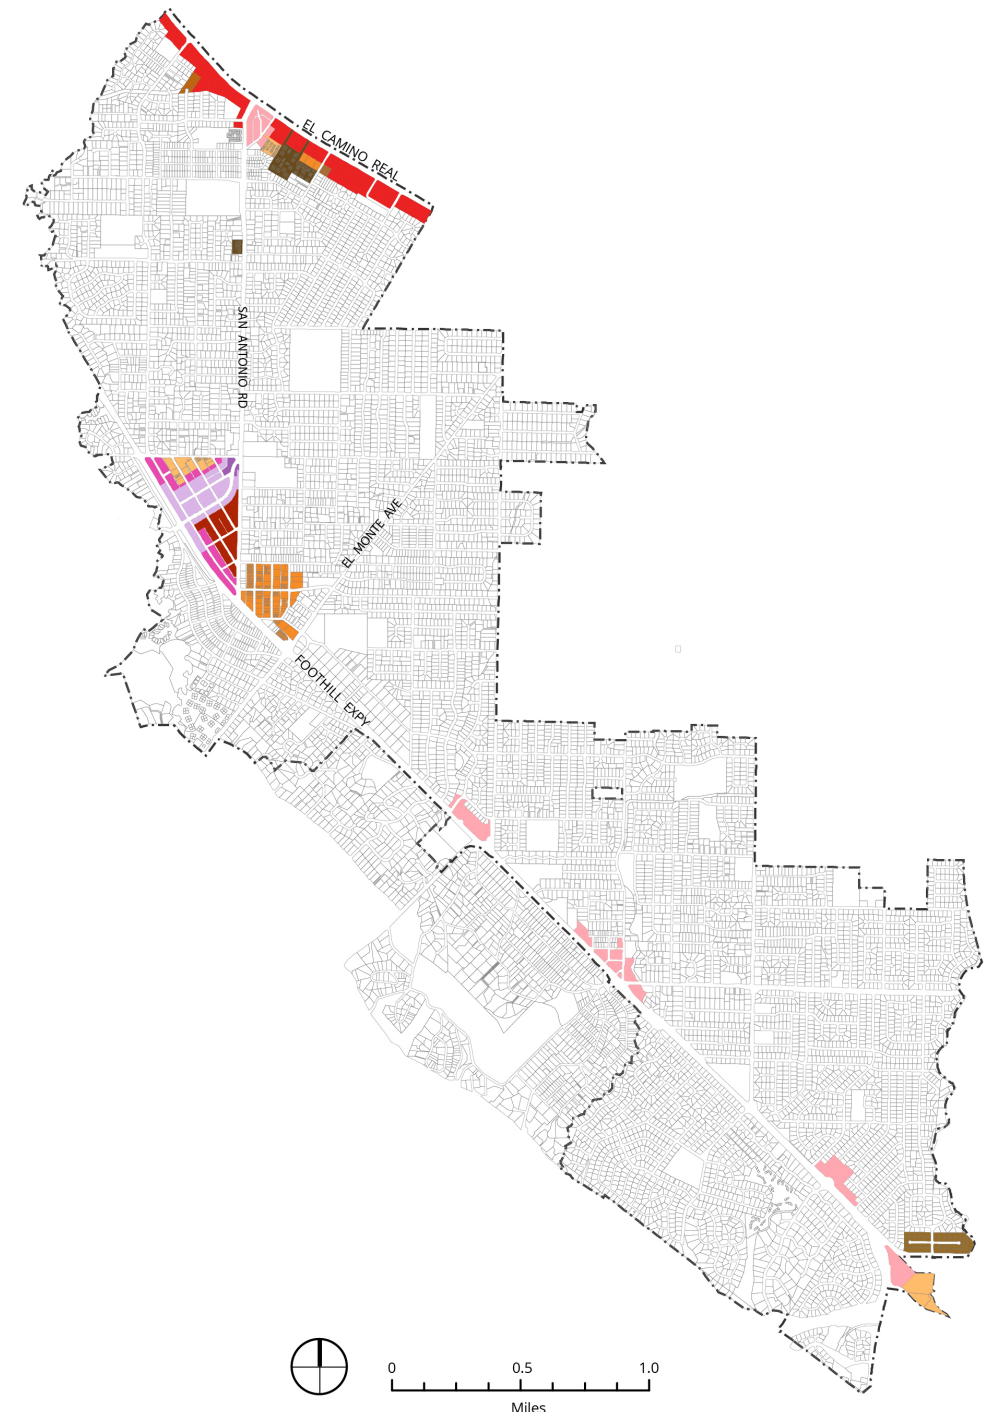 EL CAMINO REAL
SAN ANTONIO RD
EL MONTE AVE
FOOTHILL EXPY
0 0.5 1.0
Miles